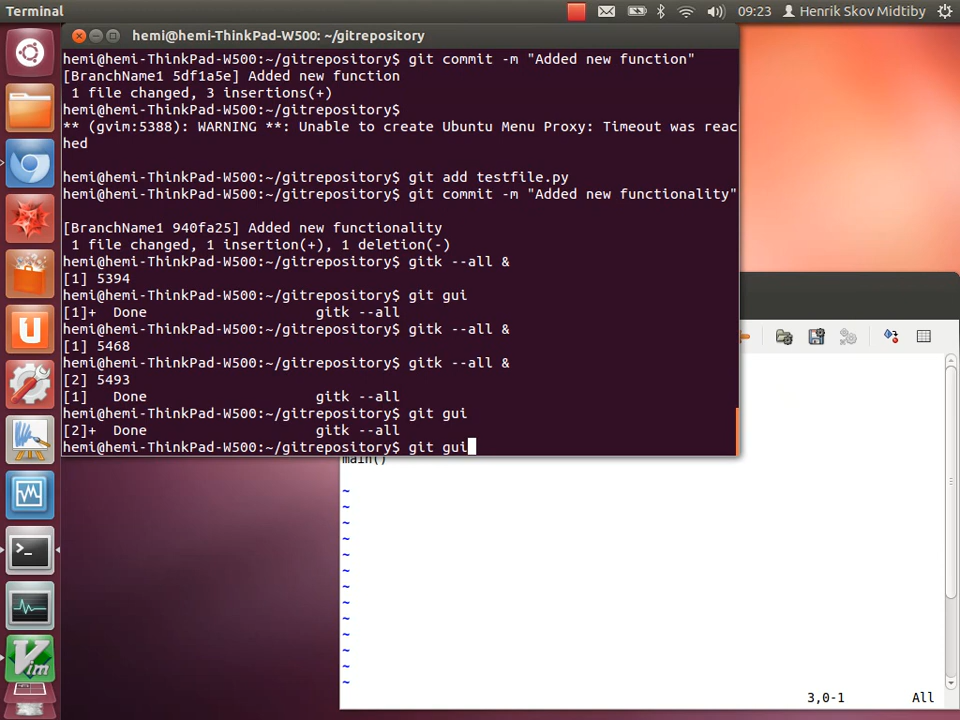 Terminal
09:23
Henrik Skov Midtiby
hemi@hemi-ThinkPad-W500: ~/gitrepository
hemi@hemi-ThinkPad-W500:~/gitrepository$ git commit -m "Added new function"
[BranchName1 5df1a5e] Added new function
1 file changed, 3 insertions(+)
hemi@hemi-ThinkPad-W500:~/gitrepository$
** (gvim:5388): WARNING **: Unable to create Ubuntu Menu Proxy: Timeout was reac
hed
hemi@hemi-ThinkPad-W500:~/gitrepository$ git add testfile.py
hemi@hemi-ThinkPad-W500:~/gitrepository$ git commit -m "Added new functionality"
[BranchName1 940fa25] Added new functionality
1 file changed, 1 insertion(+), 1 deletion(-)
hemi@hemi-ThinkPad-W500:~/gitrepository$ gitk --all &
[1] 5394
hemi@hemi-ThinkPad-W500:~/gitrepository$ git gui
[1]+  Done                    gitk --all
hemi@hemi-ThinkPad-W500:~/gitrepository$ gitk --all &
[1] 5468
hemi@hemi-ThinkPad-W500:~/gitrepository$ gitk --all &
[2] 5493
[1]   Done                    gitk --all
hemi@hemi-ThinkPad-W500:~/gitrepository$ git gui
[2]+  Done                    gitk --all
hemi@hemi-ThinkPad-W500:~/gitrepository$ git gui
main()
~
~
~
~
~
~
~
~
~
~
~
~
~
3,0-1
All